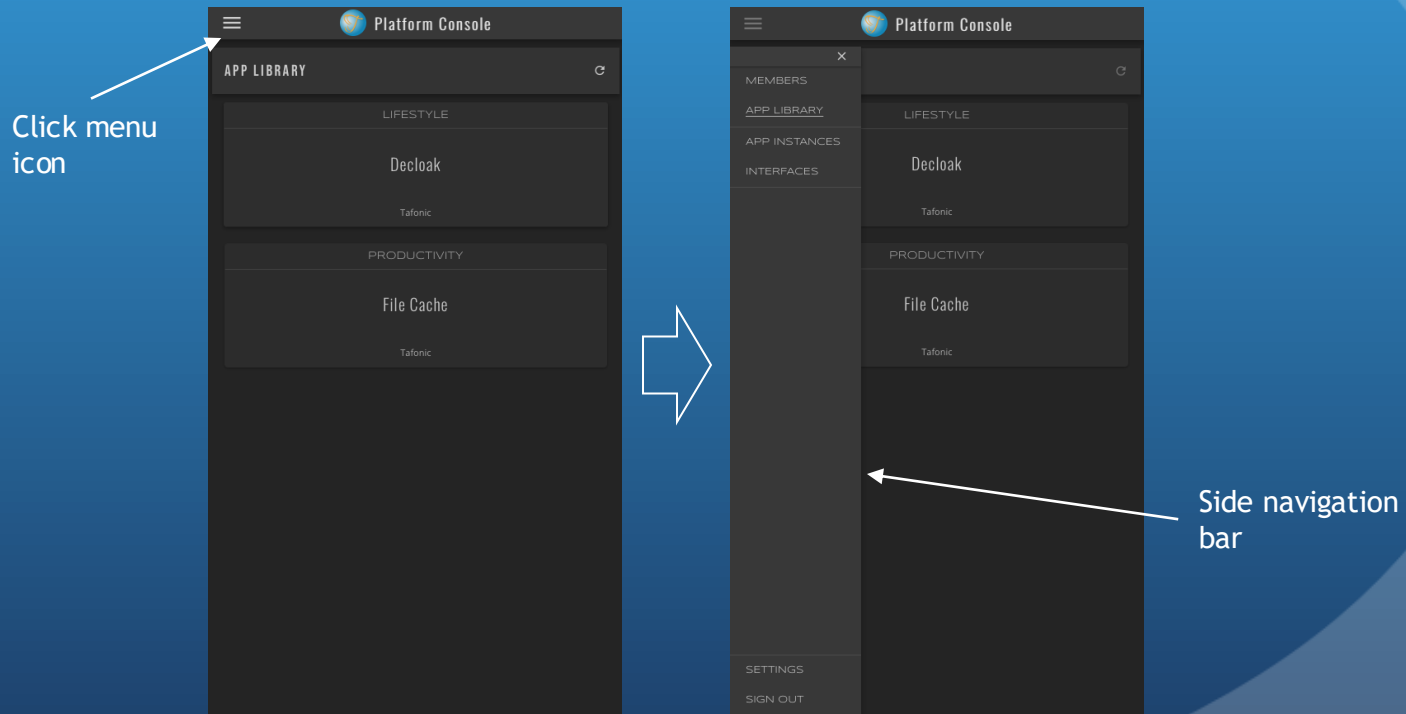 Click menu
icon
Platform Console
APP LIBRARY
LIFESTYLE
Decloak
Tafonic
PRODUCTIVITY
File Cache
Tafonic
Platform Console
MEMBERS
APP LIBRARY
APP INSTANCES
INTERFACES
SETTINGS
SIGN OUT
LIFESTYLE
Decloak
Tafonic
PRODUCTIVITY
File Cache
Tafonic
Side navigation
bar